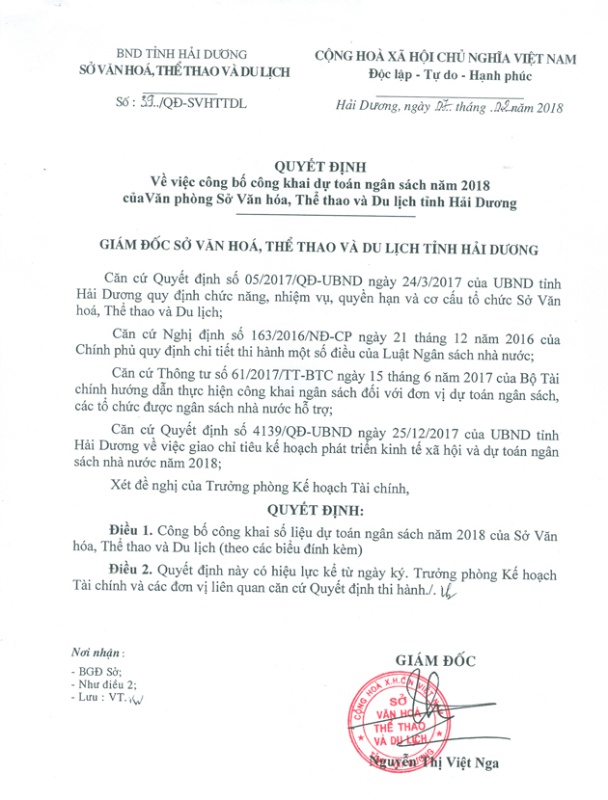 BND TỈNH HẢI DƯƠNG
SỞ VĂN HOÁ, THỂ THAO VÀ DU LỊCH
CỘNG HOÀ XÃ HỘI CHỦ NGHĨA VIỆT NAM
Độc lập - Tự do - Hạnh phúc
Số : 39../QĐ-SVHTTDL
Hải Dương, ngày 07. tháng .02 năm 2018
QUYẾT ĐỊNH
Về việc công bố công khai dự toán ngân sách năm 2018
của Văn phòng Sở Văn hóa, Thể thao và Du lịch tỉnh Hải Dương
GIÁM ĐỐC SỞ VĂN HOÁ, THỂ THAO VÀ DU LỊCH TỈNH HẢI DƯƠNG
Căn cứ Quyết định số 05/2017/QĐ-UBND ngày 24/3/2017 của UBND tỉnh
Hải Dương quy định chức năng, nhiệm vụ, quyền hạn và cơ cấu tổ chức Sở Văn
hoá, Thể thao và Du lịch;
Căn cứ Nghị định số 163/2016/NĐ-CP ngày 21 tháng 12 năm 2016 của
Chính phủ quy định chi tiết thi hành một số điều của Luật Ngân sách nhà nước;
Căn cứ Thông tư số 61/2017/TT-BTC ngày 15 tháng 6 năm 2017 của Bộ Tài
chính hướng dẫn thực hiện công khai ngân sách đối với đơn vị dự toán ngân sách,
các tổ chức được ngân sách nhà nước hỗ trợ;
Căn cứ Quyết định số 4139/QĐ-UBND ngày 25/12/2017 của UBND tỉnh
Hải Dương về việc giao chỉ tiêu kế hoạch phát triển kinh tế xã hội và dự toán ngân
sách nhà nước năm 2018;
Xét đề nghị của Trưởng phòng Kế hoạch Tài chính,
QUYẾT ĐỊNH:
Điều 1. Công bố công khai số liệu dự toán ngân sách năm 2018 của Sở Văn
hóa, Thể thao và Du lịch (theo các biểu đính kèm)
Điều 2. Quyết định này có hiệu lực kể từ ngày ký. Trưởng phòng Kế hoạch
Tài chính và các đơn vị liên quan căn cứ Quyết định thi hành./.
Nơi nhận :
- BGĐ Sở;
- Như điều 2;
- Lưu : VT.
GIÁM ĐỐC
CỘNG HOÀ X.H.C.N VIỆT
SỞ
VĂN HOÁ
THỂ THAO
VÀ DU LỊCH
Nguyễn Thị Việt Nga